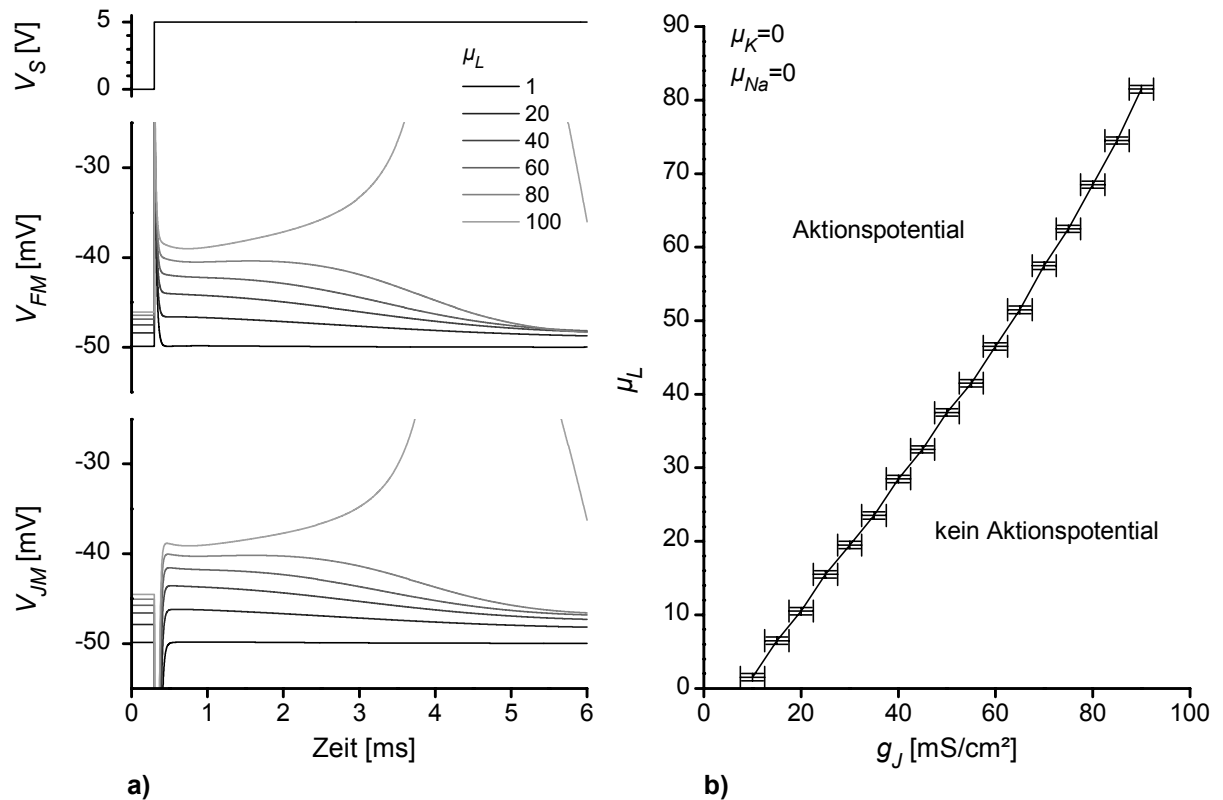 V_S [V]
5
0
μ_L
1
20
40
60
80
100
V_FM [mV]
-30
-40
-50
V_JM [mV]
-30
-40
-50
0 1 2 3 4 5 6
Zeit [ms]
a)
μ_K=0
μ_Na=0
Aktionspotential
kein Aktionspotential
μ_L
90
80
70
60
50
40
30
20
10
0
0 20 40 60 80 100
g_J [mS/cm²]
b)